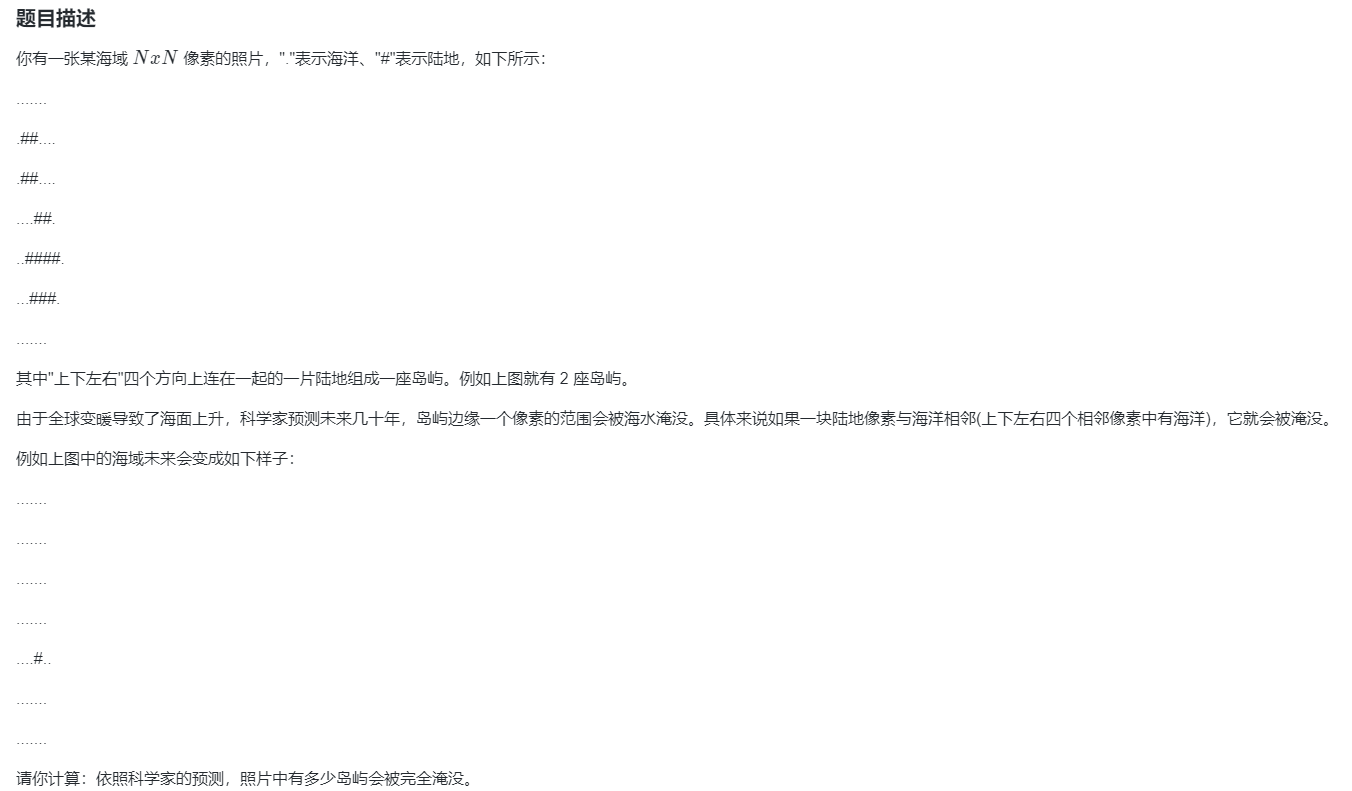 题目描述
你有一张某海域 NxN 像素的照片，"."表示海洋、"#"表示陆地，如下所示：
.......
.##....
.##....
....##.
..####.
...###.
.......
其中"上下左右"四个方向上连在一起的一片陆地组成一座岛屿。例如上图就有 2 座岛屿。
由于全球变暖导致了海面上升，科学家预测未来几十年，岛屿边缘一个像素的范围会被海水淹没。具体来说如果一块陆地像素与海洋相邻(上下左右四个相邻像素中有海洋)，它就会被淹没。
例如上图中的海域未来会变成如下样子：
.......
.......
.......
.......
....#..
.......
.......
请你计算：依照科学家的预测，照片中有多少岛屿会被完全淹没。